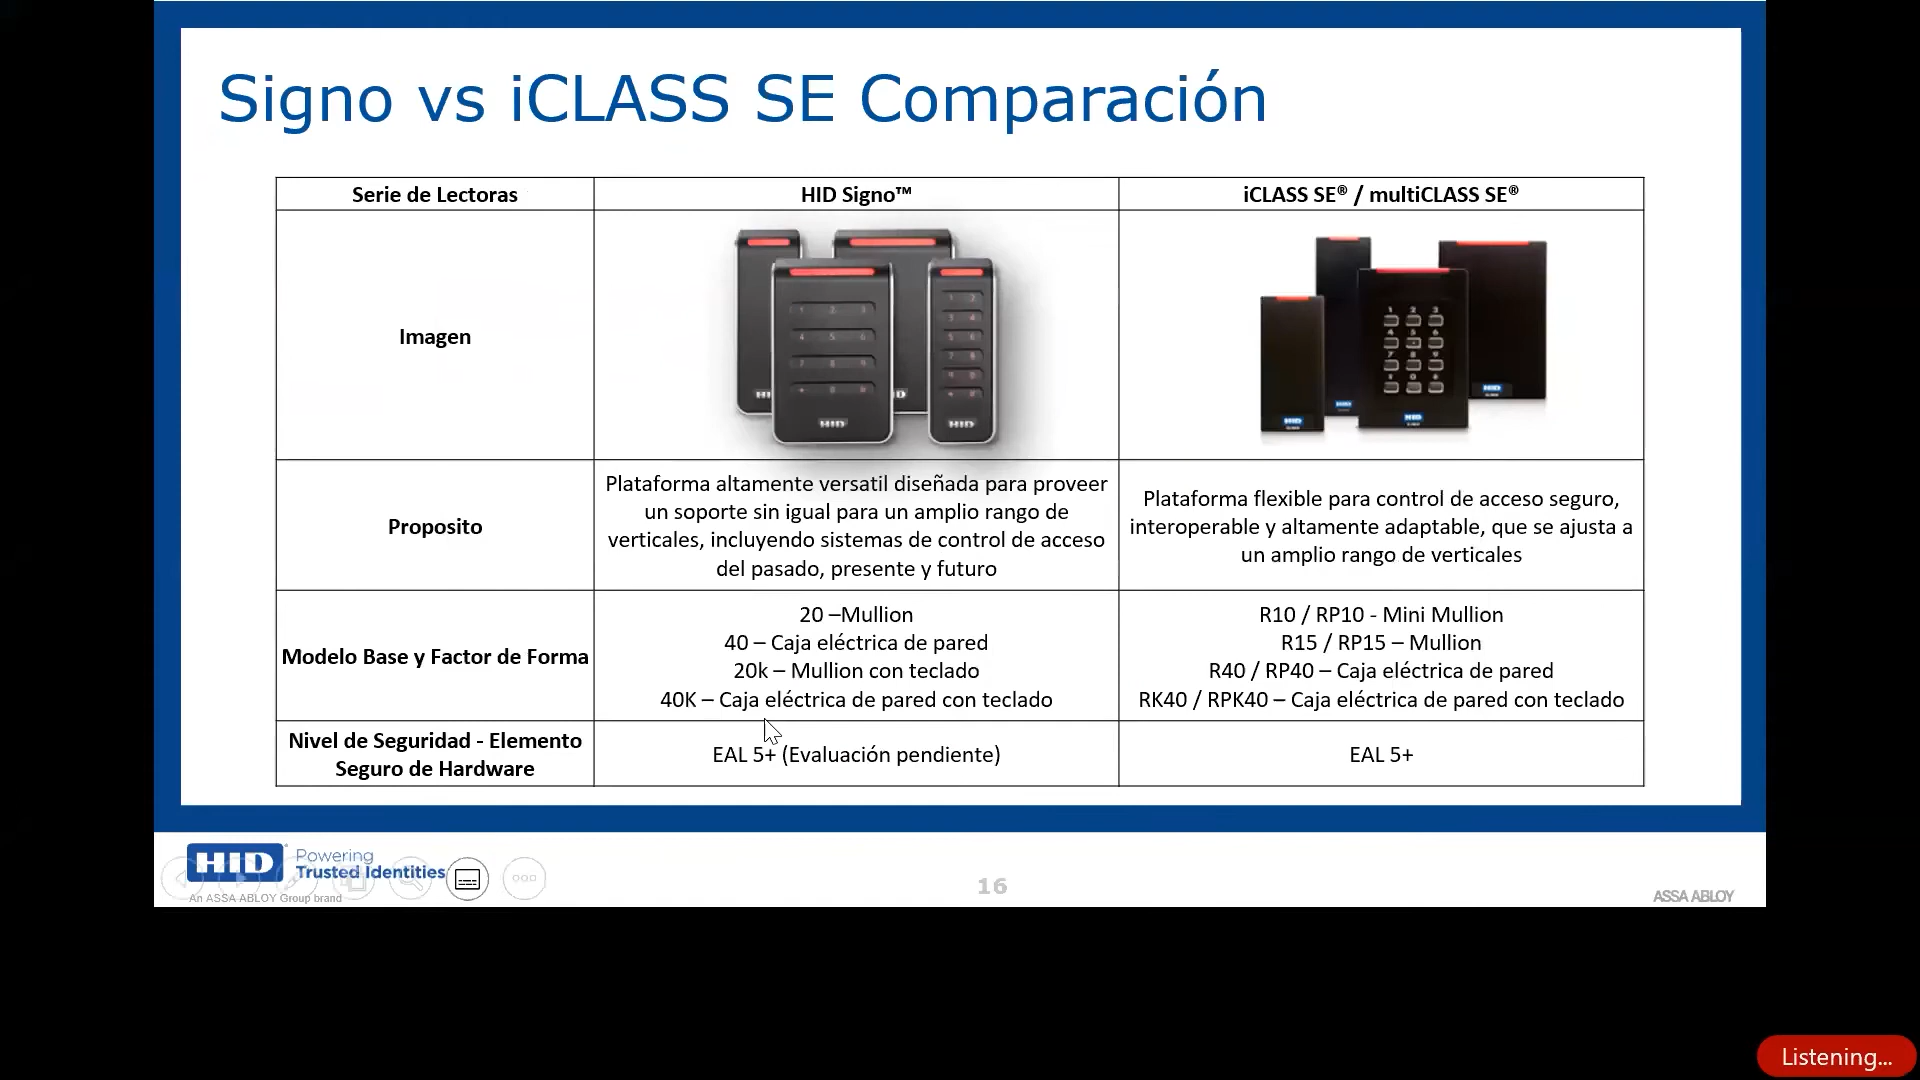 Signo vs iCLASS SE Comparación
Serie de Lectoras
HID Signo™
iCLASS SE® / multiCLASS SE®
Imagen
HID
HID
HID
HID
HID
HID
Proposito
Plataforma altamente versatil diseñada para proveer
un soporte sin igual para un amplio rango de
verticales, incluyendo sistemas de control de acceso
del pasado, presente y futuro
Plataforma flexible para control de acceso seguro,
interoperable y altamente adaptable, que se ajusta a
un amplio rango de verticales
Modelo Base y Factor de Forma
20 –Mullion
40 – Caja eléctrica de pared
20k – Mullion con teclado
40K – Caja eléctrica de pared con teclado
R10 / RP10 - Mini Mullion
R15 / RP15 – Mullion
R40 / RP40 – Caja eléctrica de pared
RK40 / RPK40 – Caja eléctrica de pared con teclado
Nivel de Seguridad - Elemento
Seguro de Hardware
EAL 5+ (Evaluación pendiente)
EAL 5+
HID
Powering
Trusted Identities
An ASSA ABLOY Group brand
16
ASSA ABLOY
Listening...